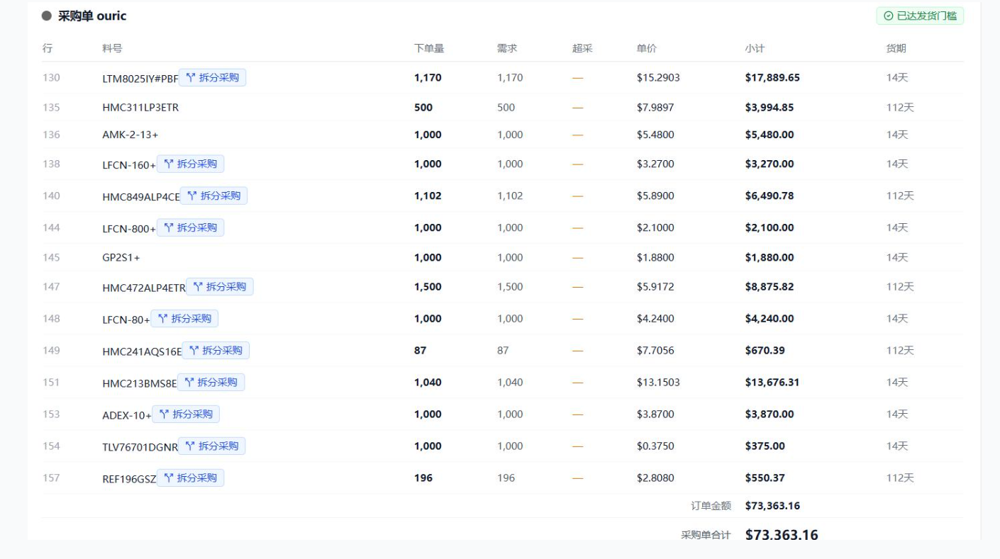 采购单 ouric 已达发货门槛
行 料号 下单量 需求 超采 单价 小计 货期
130 LTM8025IY#PBF 拆分采购 1,170 1,170 — $15.2903 $17,889.65 14天
135 HMC311LP3ETR 500 500 — $7.9897 $3,994.85 112天
136 AMK-2-13+ 1,000 1,000 — $5.4800 $5,480.00 14天
138 LFCN-160+ 拆分采购 1,000 1,000 — $3.2700 $3,270.00 14天
140 HMC849ALP4CE 拆分采购 1,102 1,102 — $5.8900 $6,490.78 112天
144 LFCN-800+ 拆分采购 1,000 1,000 — $2.1000 $2,100.00 14天
145 GP2S1+ 1,000 1,000 — $1.8800 $1,880.00 14天
147 HMC472ALP4ETR 拆分采购 1,500 1,500 — $5.9172 $8,875.82 112天
148 LFCN-80+ 拆分采购 1,000 1,000 — $4.2400 $4,240.00 14天
149 HMC241AQS16E 拆分采购 87 87 — $7.7056 $670.39 112天
151 HMC213BMS8E 拆分采购 1,040 1,040 — $13.1503 $13,676.31 14天
153 ADEX-10+ 拆分采购 1,000 1,000 — $3.8700 $3,870.00 14天
154 TLV76701DGNR 拆分采购 1,000 1,000 — $0.3750 $375.00 14天
157 REF196GSZ 拆分采购 196 196 — $2.8080 $550.37 112天
订单金额 $73,363.16
采购单合计 $73,363.16